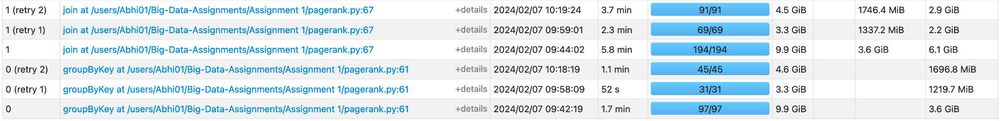 1 (retry 2) join at /users/Abhi01/Big-Data-Assignments/Assignment 1/pagerank.py:67 +details 2024/02/07 10:19:24 3.7 min 91/91 4.5 GiB 1746.4 MiB 2.9 GiB
1 (retry 1) join at /users/Abhi01/Big-Data-Assignments/Assignment 1/pagerank.py:67 +details 2024/02/07 09:59:01 2.3 min 69/69 3.3 GiB 1337.2 MiB 2.2 GiB
1 join at /users/Abhi01/Big-Data-Assignments/Assignment 1/pagerank.py:67 +details 2024/02/07 09:44:02 5.8 min 194/194 9.9 GiB 3.6 GiB 6.1 GiB
0 (retry 2) groupByKey at /users/Abhi01/Big-Data-Assignments/Assignment 1/pagerank.py:61 +details 2024/02/07 10:18:19 1.1 min 45/45 4.6 GiB 1696.8 MiB
0 (retry 1) groupByKey at /users/Abhi01/Big-Data-Assignments/Assignment 1/pagerank.py:61 +details 2024/02/07 09:58:09 52 s 31/31 3.3 GiB 1219.7 MiB
0 groupByKey at /users/Abhi01/Big-Data-Assignments/Assignment 1/pagerank.py:61 +details 2024/02/07 09:42:19 1.7 min 97/97 9.9 GiB 3.6 GiB